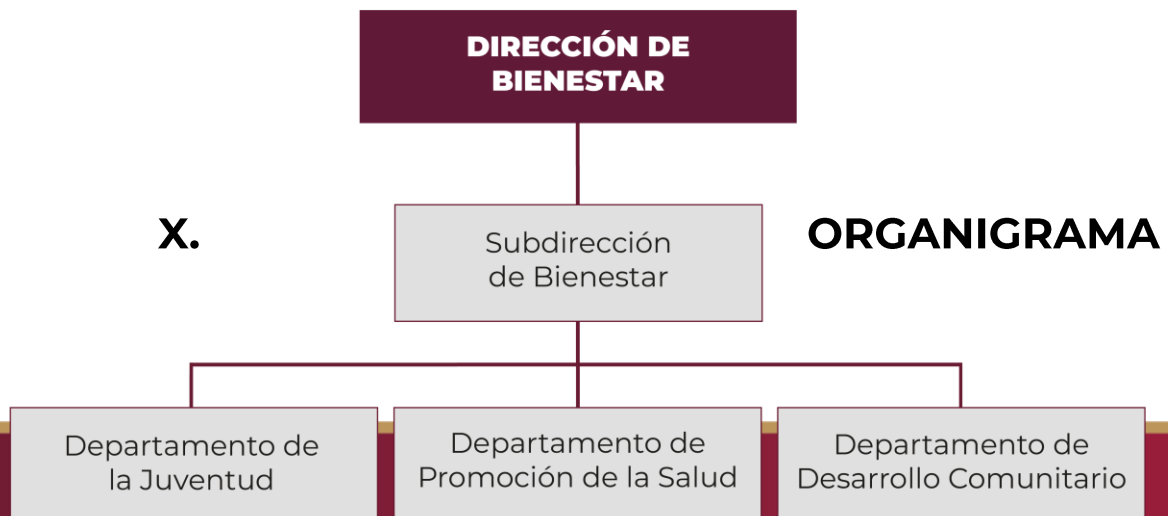 DIRECCIÓN DE
BIENESTAR
X.
Subdirección
de Bienestar
ORGANIGRAMA
Departamento de
la Juventud
Departamento de
Promoción de la Salud
Departamento de
Desarrollo Comunitario